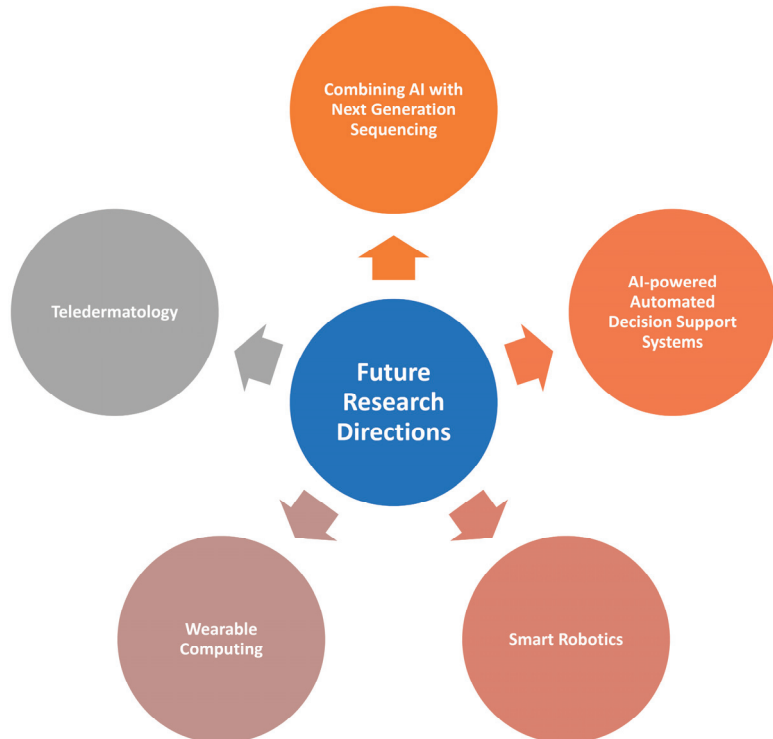 Combining AI with
Next Generation
Sequencing
AI-powered
Automated
Decision Support
Systems
Teledermatology
Future
Research
Directions
Wearable
Computing
Smart Robotics